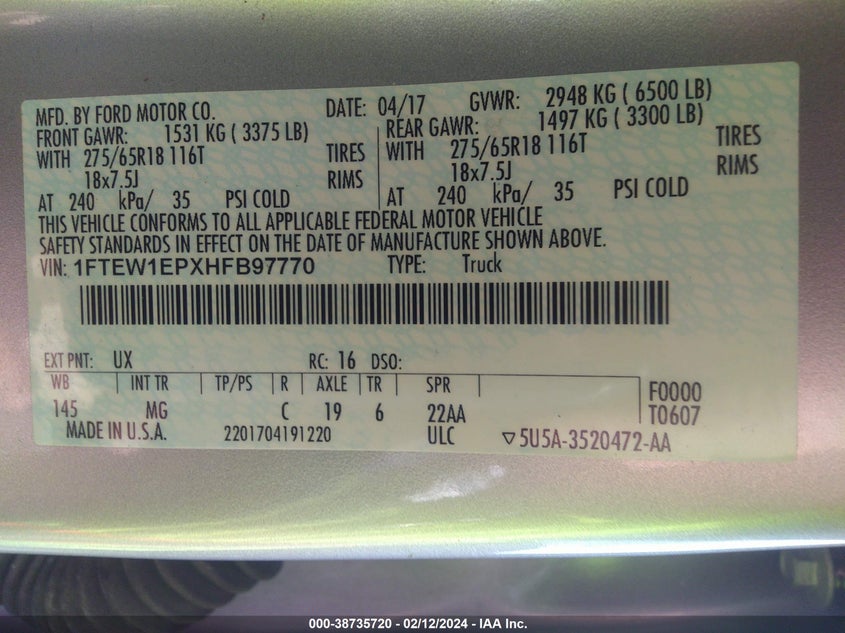 MFD. BY FORD MOTOR CO. DATE: 04/17 GVWR: 2948 KG ( 6500 LB)
FRONT GAWR: 1531 KG ( 3375 LB) REAR GAWR: 1497 KG ( 3300 LB)
WITH 275/65R18 116T TIRES WITH 275/65R18 116T TIRES
18x7.5J RIMS 18x7.5J RIMS
AT 240 kPa/ 35 PSI COLD AT 240 kPa/ 35 PSI COLD
THIS VEHICLE CONFORMS TO ALL APPLICABLE FEDERAL MOTOR VEHICLE
SAFETY STANDARDS IN EFFECT ON THE DATE OF MANUFACTURE SHOWN ABOVE.
VIN: 1FTEW1EPXHFB97770 TYPE: Truck
EXT PNT: UX RC: 16 DSO:
WB INT TR TP/PS R AXLE TR SPR F0000
145 MG C 19 6 22AA T0607
MADE IN U.S.A. 2201704191220 ULC ▽5U5A-3520472-AA
000-38735720 - 02/12/2024 - IAA Inc.